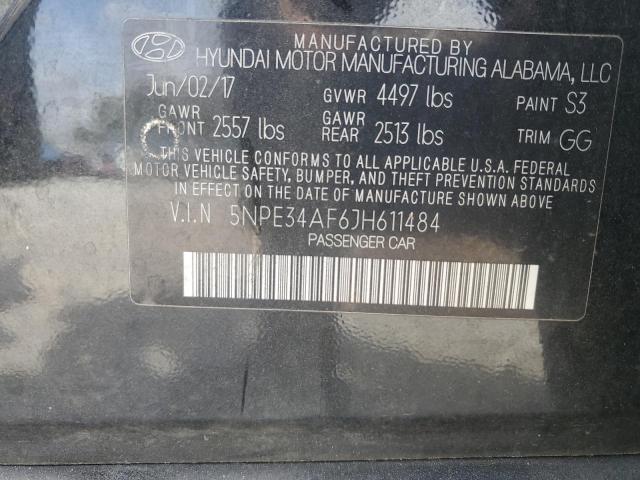 MANUFACTURED BY
HYUNDAI MOTOR MANUFACTURING ALABAMA, LLC
Jun/02/17 GVWR 4497 lbs PAINT S3
GAWR FRONT 2557 lbs GAWR REAR 2513 lbs TRIM GG
THIS VEHICLE CONFORMS TO ALL APPLICABLE U.S.A. FEDERAL
MOTOR VEHICLE SAFETY, BUMPER, AND THEFT PREVENTION STANDARDS
IN EFFECT ON THE DATE OF MANUFACTURE SHOWN ABOVE
V.I.N 5NPE34AF6JH611484
PASSENGER CAR